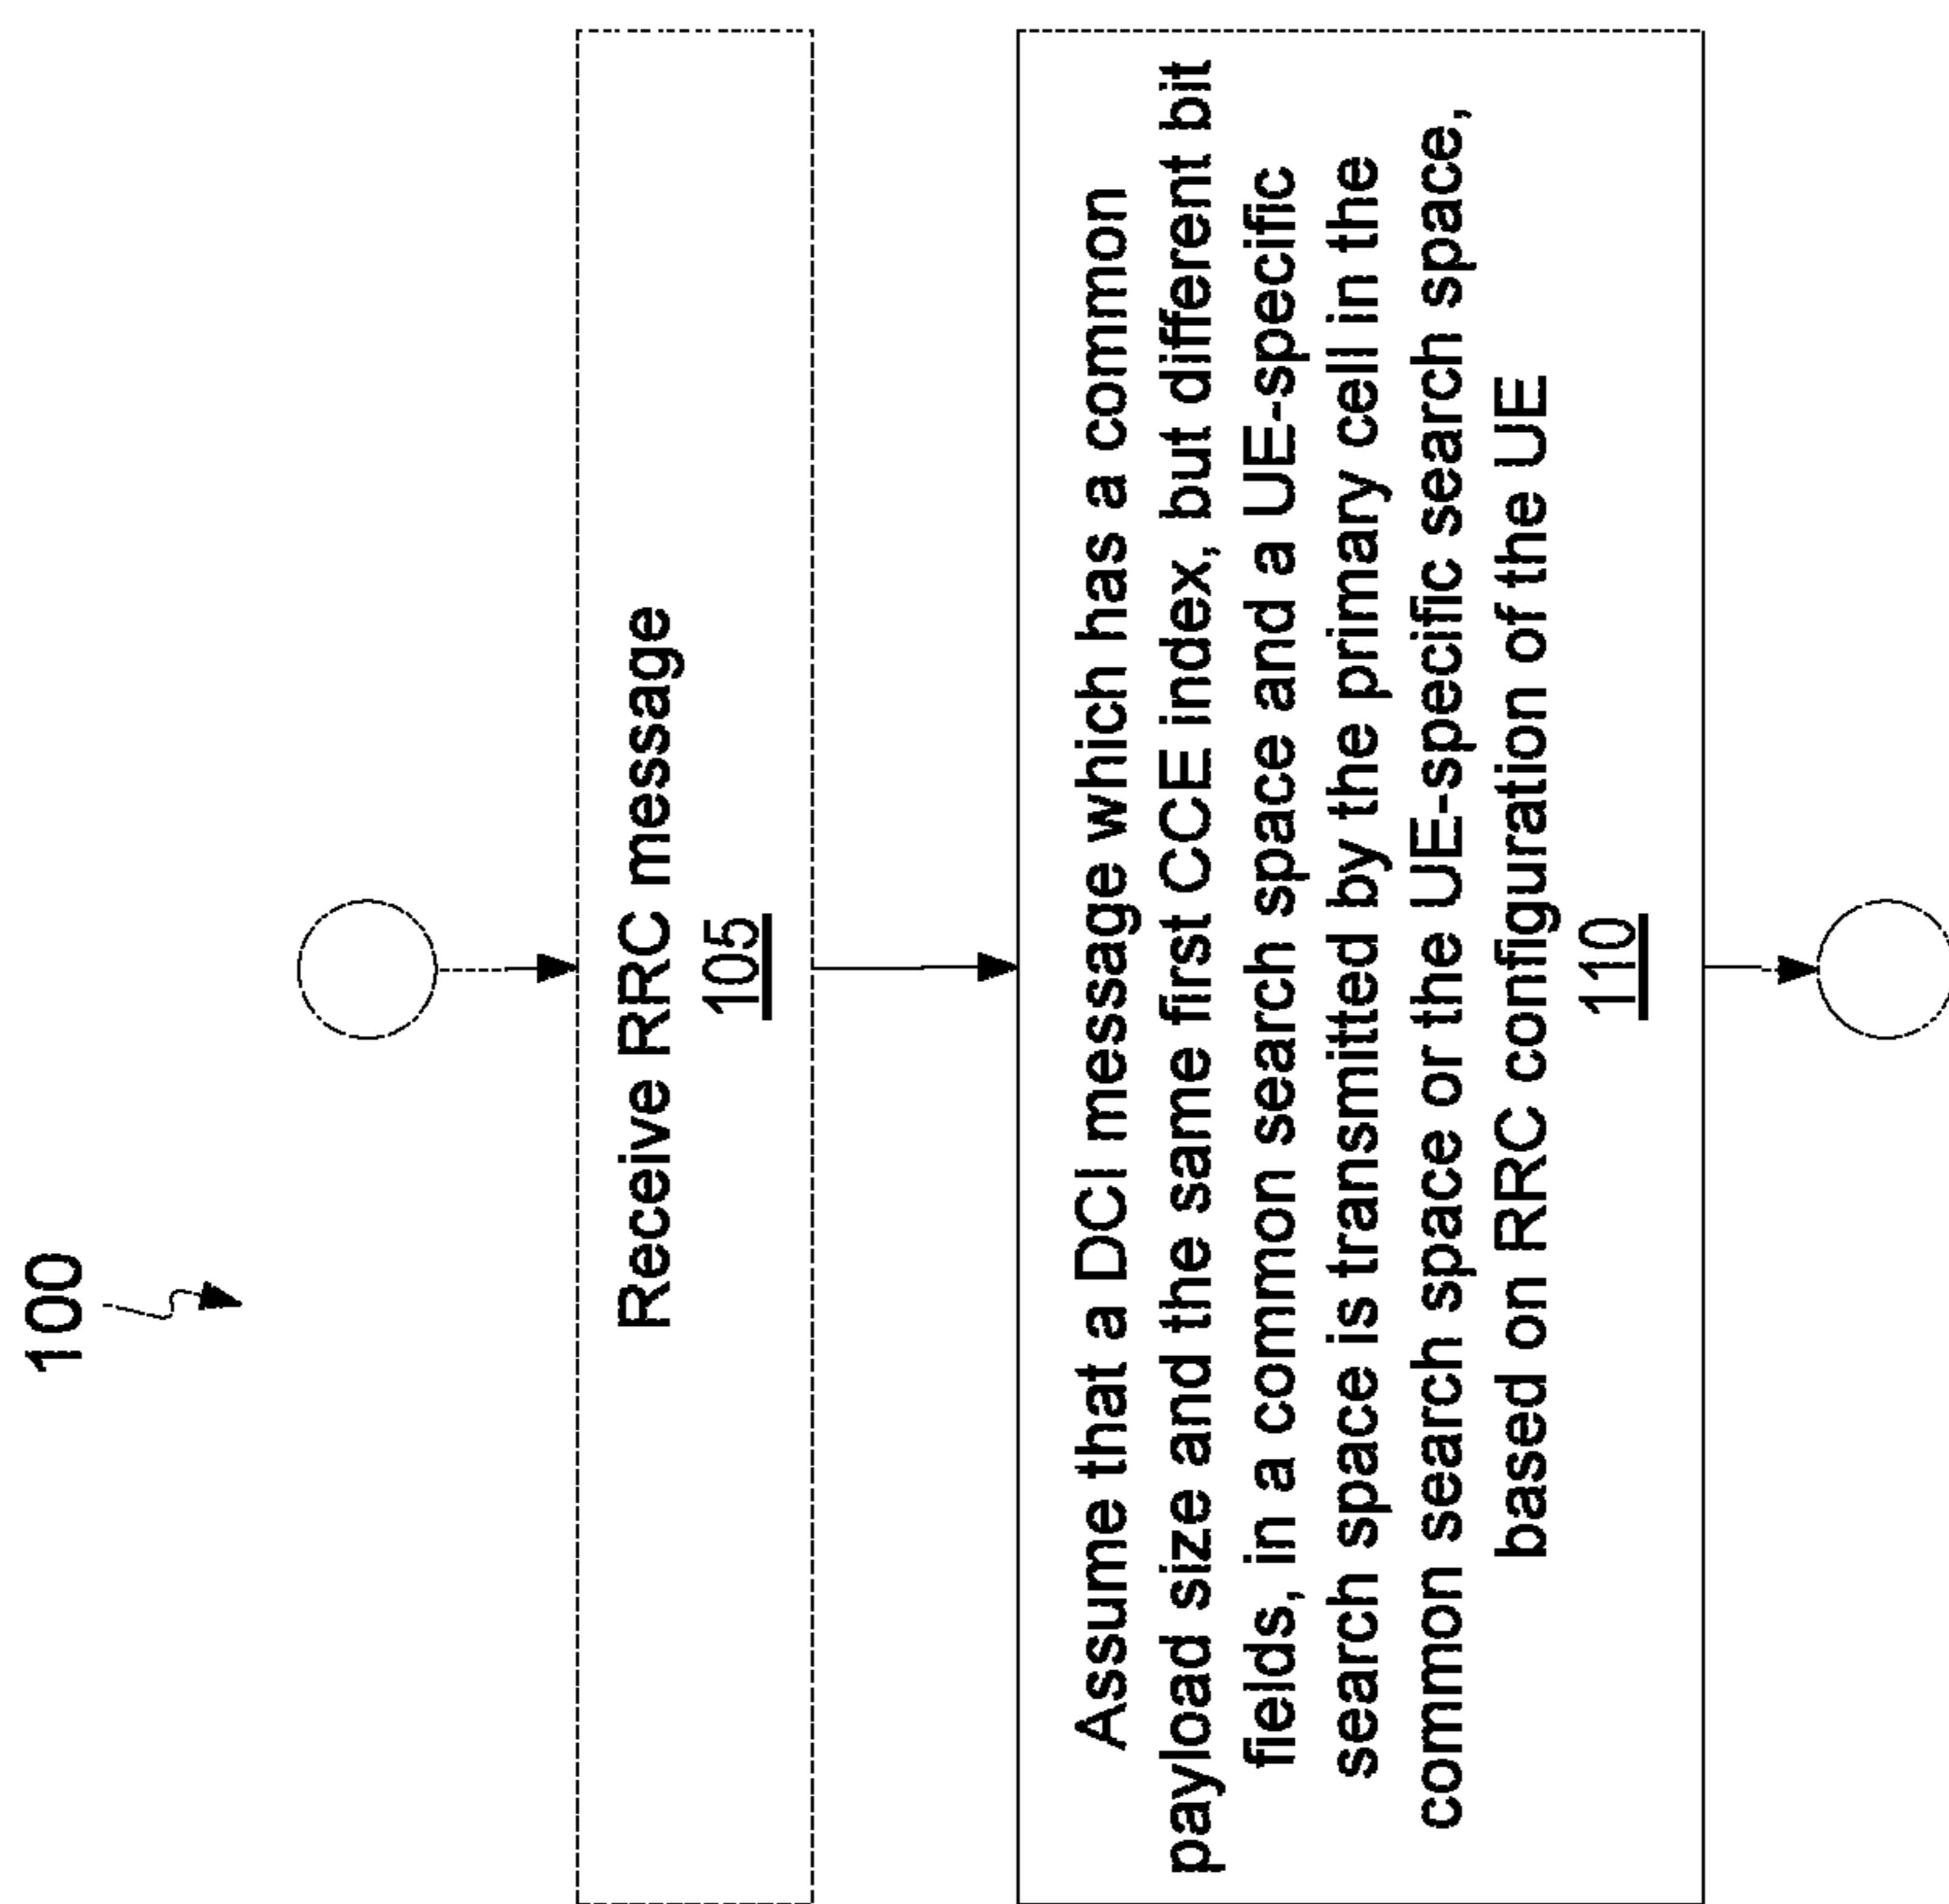 100
Receive RRC message
105
Assume that a DCI message which has a common
payload size and the same first CCE index, but different bit
fields, in a common search space and a UE-specific
search space is transmitted by the primary cell in the
common search space or the UE-specific search space,
based on RRC configuration of the UE
110